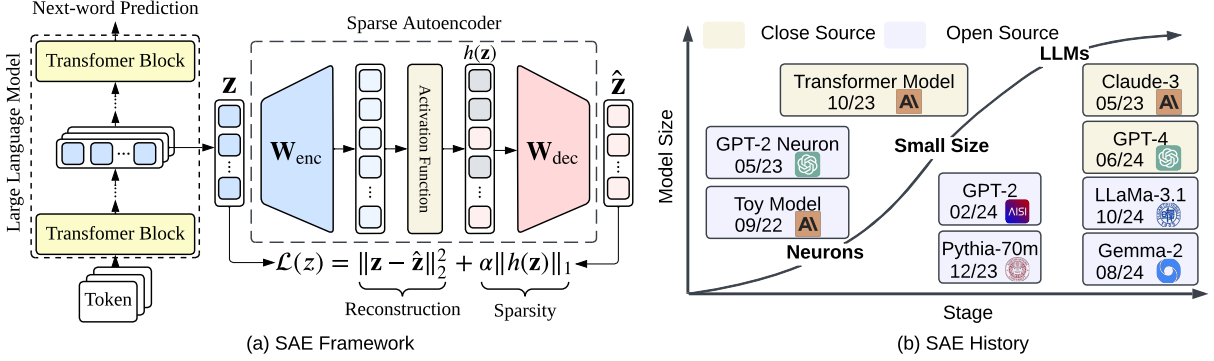 Next-word Prediction
Large Language Model
Transfomer Block
...
Transfomer Block
Token
Sparse Autoencoder
z
W_enc
Activation Function
h(z)
W_dec
ẑ
ℒ(z) = ‖z − ẑ‖₂² + α‖h(z)‖₁
Reconstruction
Sparsity
(a) SAE Framework
Close Source
Open Source
Model Size
LLMs
Transformer Model
10/23
Claude-3
05/23
GPT-2 Neuron
05/23
Small Size
GPT-4
06/24
Toy Model
09/22
GPT-2
02/24
AISI
LLaMa-3.1
10/24
Neurons
Pythia-70m
12/23
Gemma-2
08/24
Stage
(b) SAE History